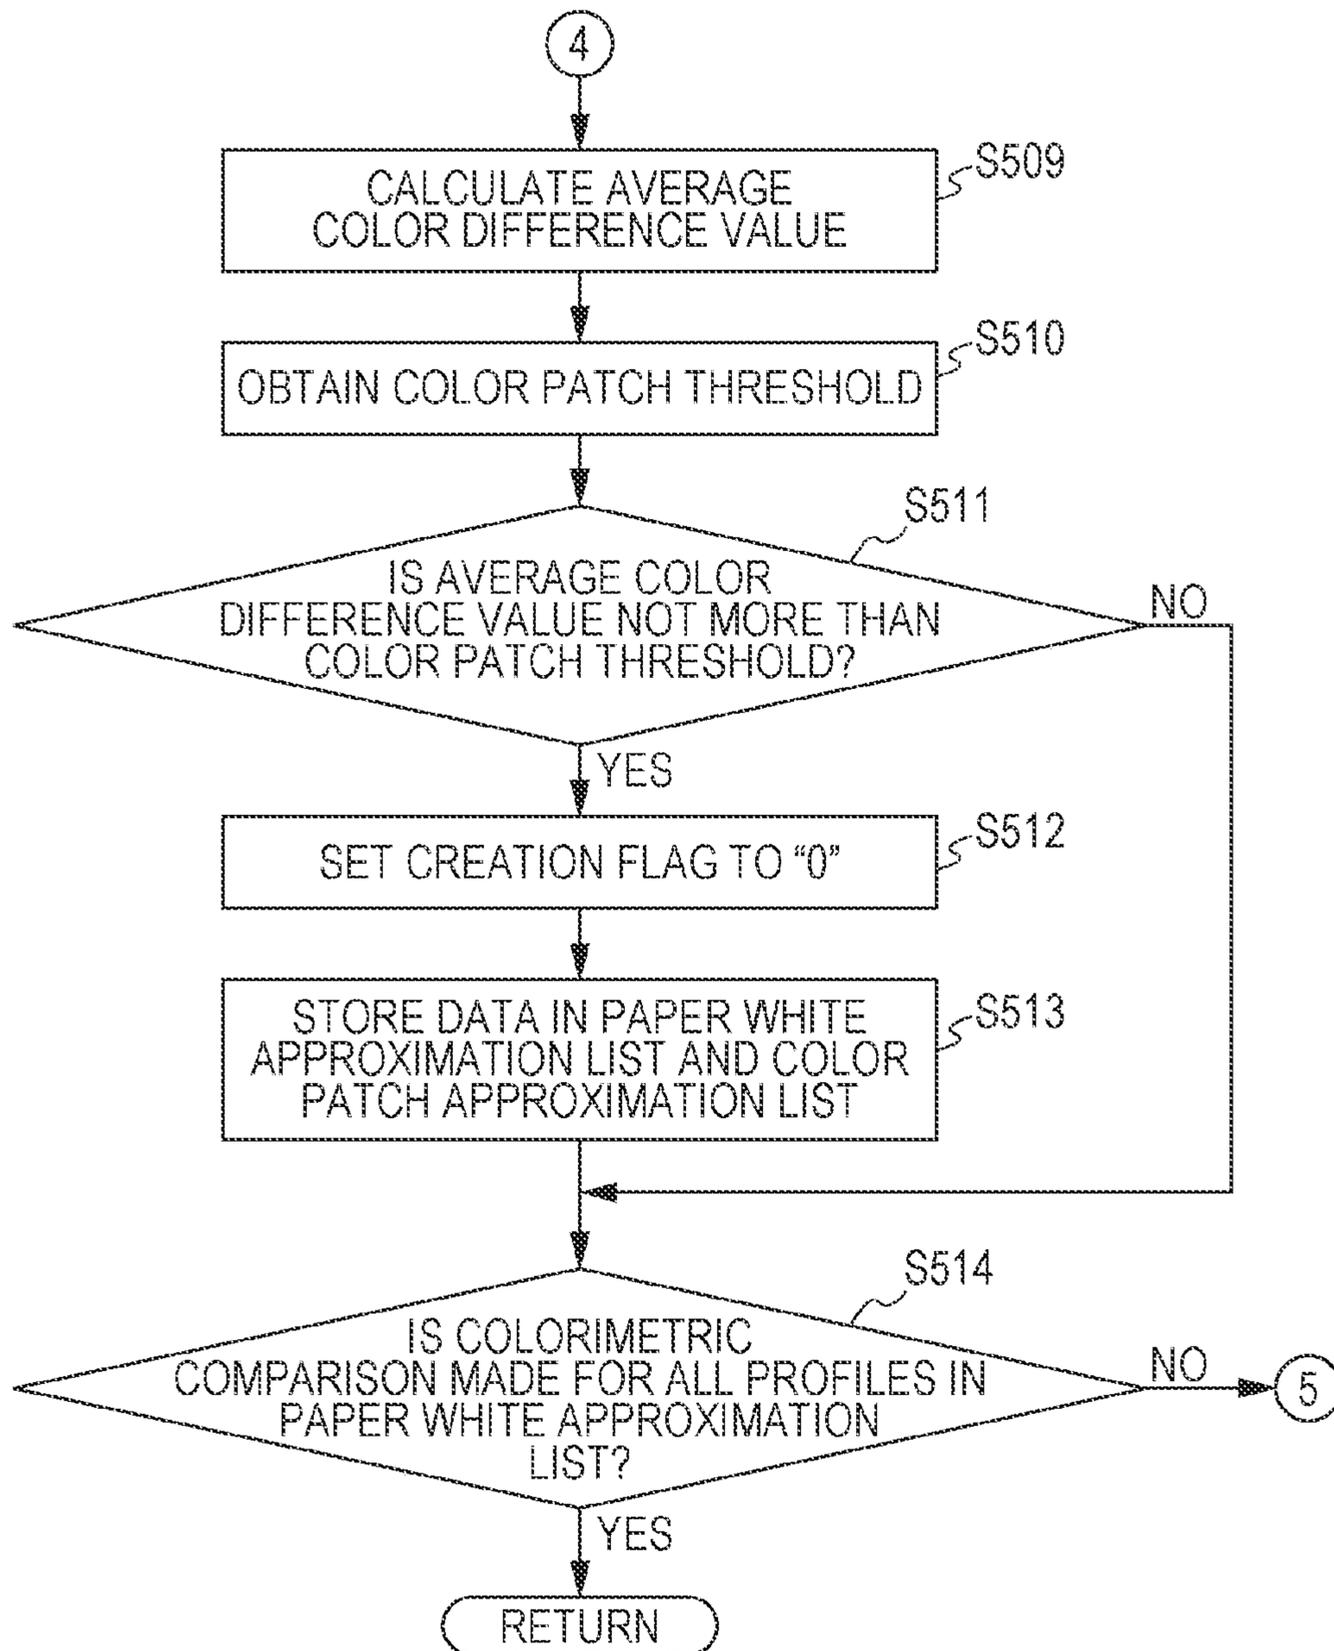 4
S509
CALCULATE AVERAGE
COLOR DIFFERENCE VALUE
S510
OBTAIN COLOR PATCH THRESHOLD
S511
IS AVERAGE COLOR
DIFFERENCE VALUE NOT MORE THAN
COLOR PATCH THRESHOLD?
NO
YES
S512
SET CREATION FLAG TO “0”
S513
STORE DATA IN PAPER WHITE
APPROXIMATION LIST AND COLOR
PATCH APPROXIMATION LIST
S514
IS COLORIMETRIC
COMPARISON MADE FOR ALL PROFILES IN
PAPER WHITE APPROXIMATION
LIST?
NO
5
YES
RETURN